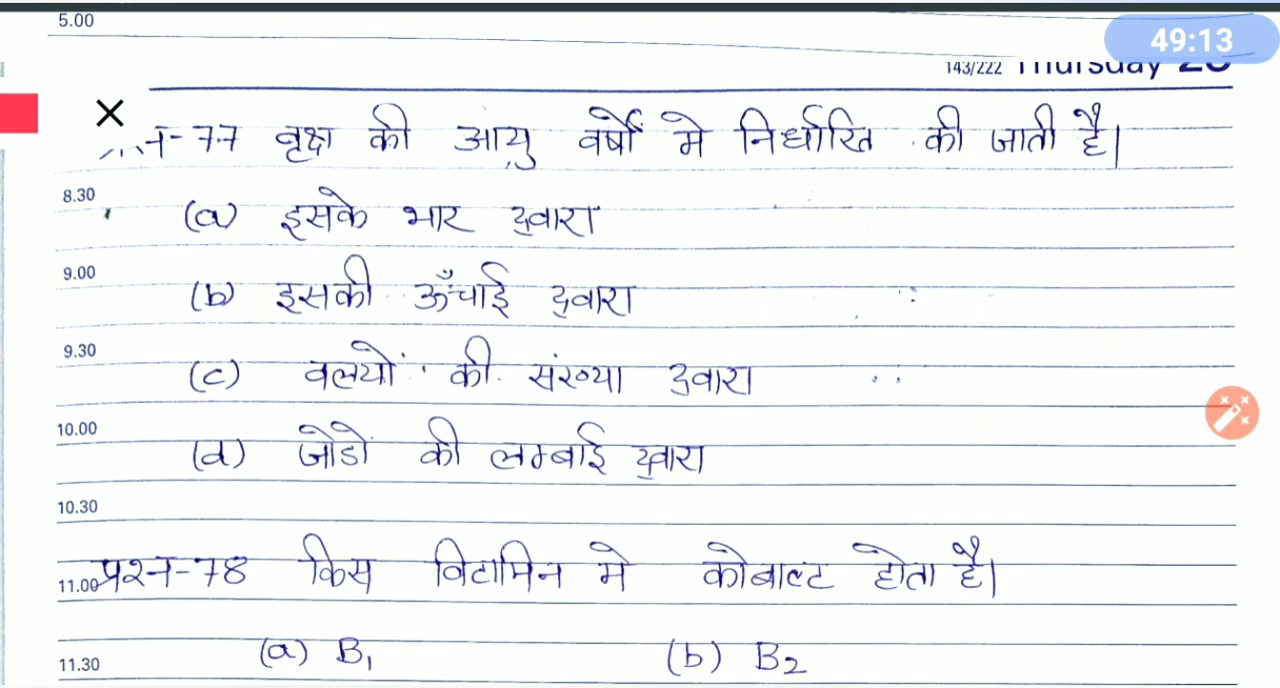 5.00
49:13
143/222 Thursday
न-77 वृक्ष की आयु वर्षों मे निर्धारित की जाती है।
8.30
(a) इसके भार द्वारा
9.00
(b) इसकी ऊँचाई द्वारा
9.30
(c) वलयों की संख्या द्वारा
10.00
(d) जोडो की लम्बाई द्वारा
10.30
प्रश्न-78 किस विटामिन मे कोबाल्ट होता है।
11.00
(a) B1 (b) B2
11.30